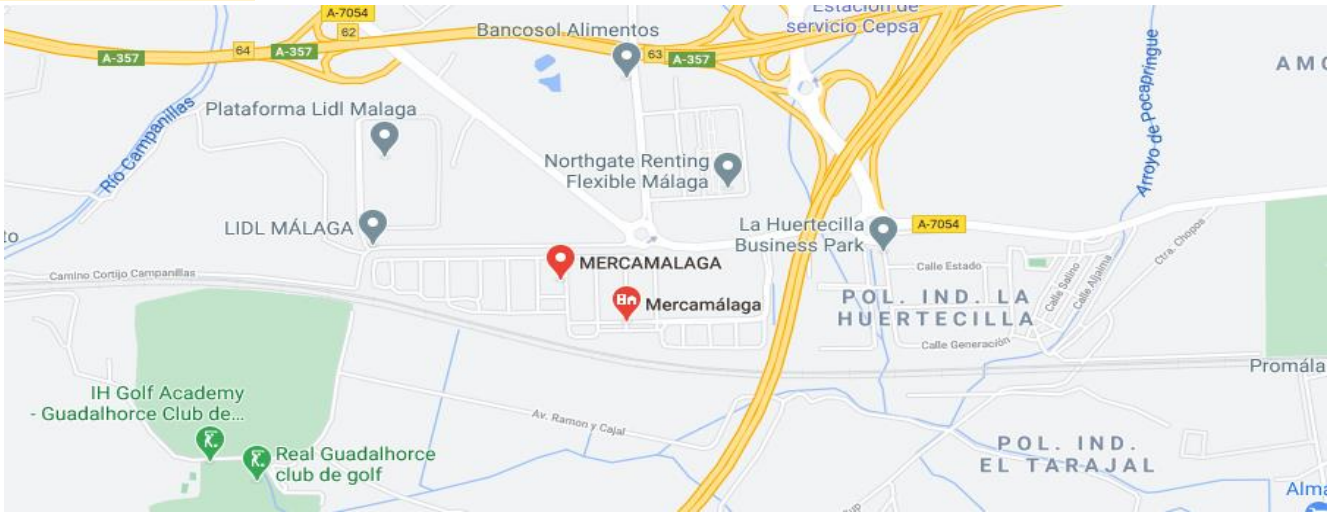 A-7054
62
Estación de
servicio Cepsa
Bancosol Alimentos
64
63
A-357
A-357
AMO
Plataforma Lidl Malaga
Río Campanillas
Arroyo de Pocapringue
Northgate Renting
Flexible Málaga
LIDL MÁLAGA
La Huertecilla
Business Park
A-7054
to
Ctra. Chopos
MERCAMALAGA
Calle Estado
Camino Cortijo Campanillas
Calle Salino
Calle Aljaima
Mercamálaga
POL. IND. LA
HUERTECILLA
Calle Generación
Promála
IH Golf Academy
- Guadalhorce Club de...
Av. Ramon y Cajal
Real Guadalhorce
club de golf
POL. IND.
EL TARAJAL
Alma